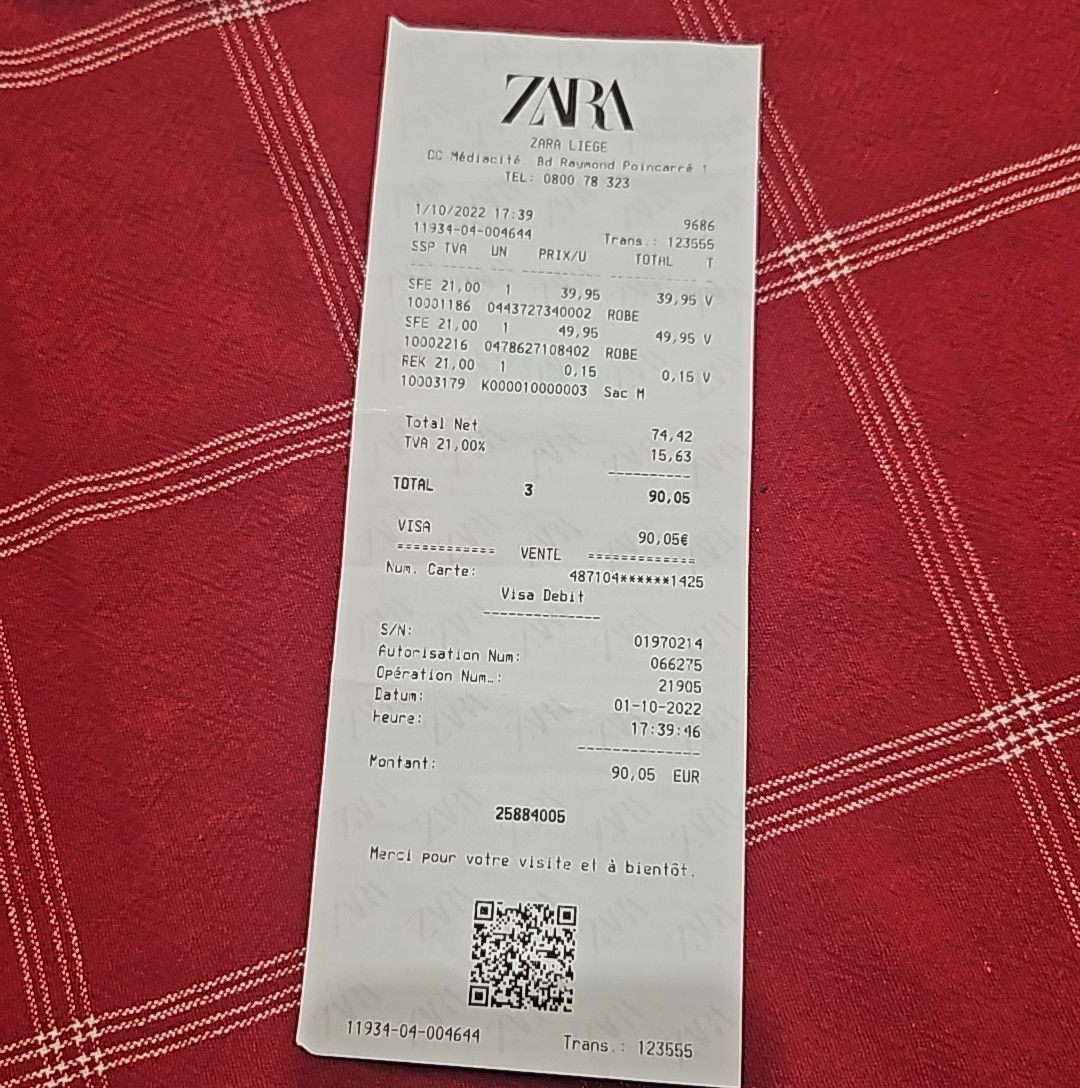 ZARA
ZARA LIEGE
CC Médiacité Bd Raymond Poincarré 1
TEL: 0800 78 323
1/10/2022 17:39 9686
11934-04-004644 Trans.: 123555
SSP TVA UN PRIX/U TOTAL T
SFE 21,00 1 39,95 39,95 V
10001186 0443727340002 ROBE
SFE 21,00 1 49,95 49,95 V
10002216 0478627108402 ROBE
REK 21,00 1 0,15 0,15 V
10003179 K000010000003 Sac M
Total Net 74,42
TVA 21,00% 15,63
TOTAL 3 90,05
VISA 90,05€
============ VENTE ============
Num. Carte: 487104******1425
Visa Debit
S/N: 01970214
Autorisation Num: 066275
Opération Num…: 21905
Datum: 01-10-2022
Heure: 17:39:46
Montant: 90,05 EUR
25884005
Merci pour votre visite et à bientôt.
11934-04-004644 Trans.: 123555